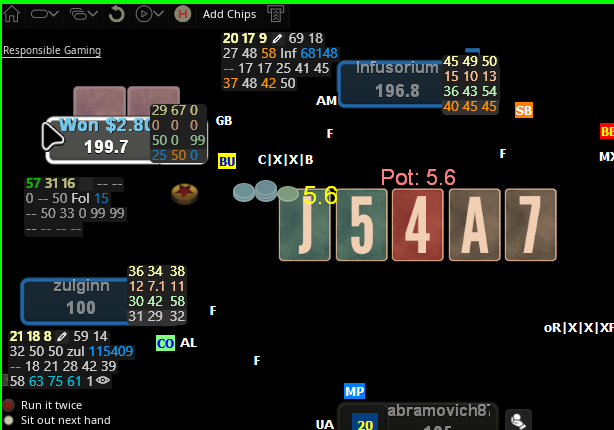 H Add Chips
Responsible Gaming
20 17 9 69 18
27 48 58 Inf 68148
-- 17 17 25 41 45
37 48 42 50
Infusorium
196.8
45 49 50
15 10 13
36 43 54
40 45 45
AM
SB
BB
GB
F
F
MX
Won $2.80
199.7
29 67 0
0 0 0
50 0 99
25 50 0
BU
C|X|X|B
Pot: 5.6
5.6
J 5 4 A 7
57 31 16 -- --
0 -- 50 Fol 15
-- 50 33 0 99 99
-- -- -- --
zulginn
100
36 34 38
12 7.1 11
30 42 58
31 29 32
F
oR|X|X|XF
21 18 8 59 14
32 50 50 zul 115409
-- 18 21 28 42 39
58 63 75 61 1
CO AL
F
MP
Run it twice
Sit out next hand
UA
20
abramovich87